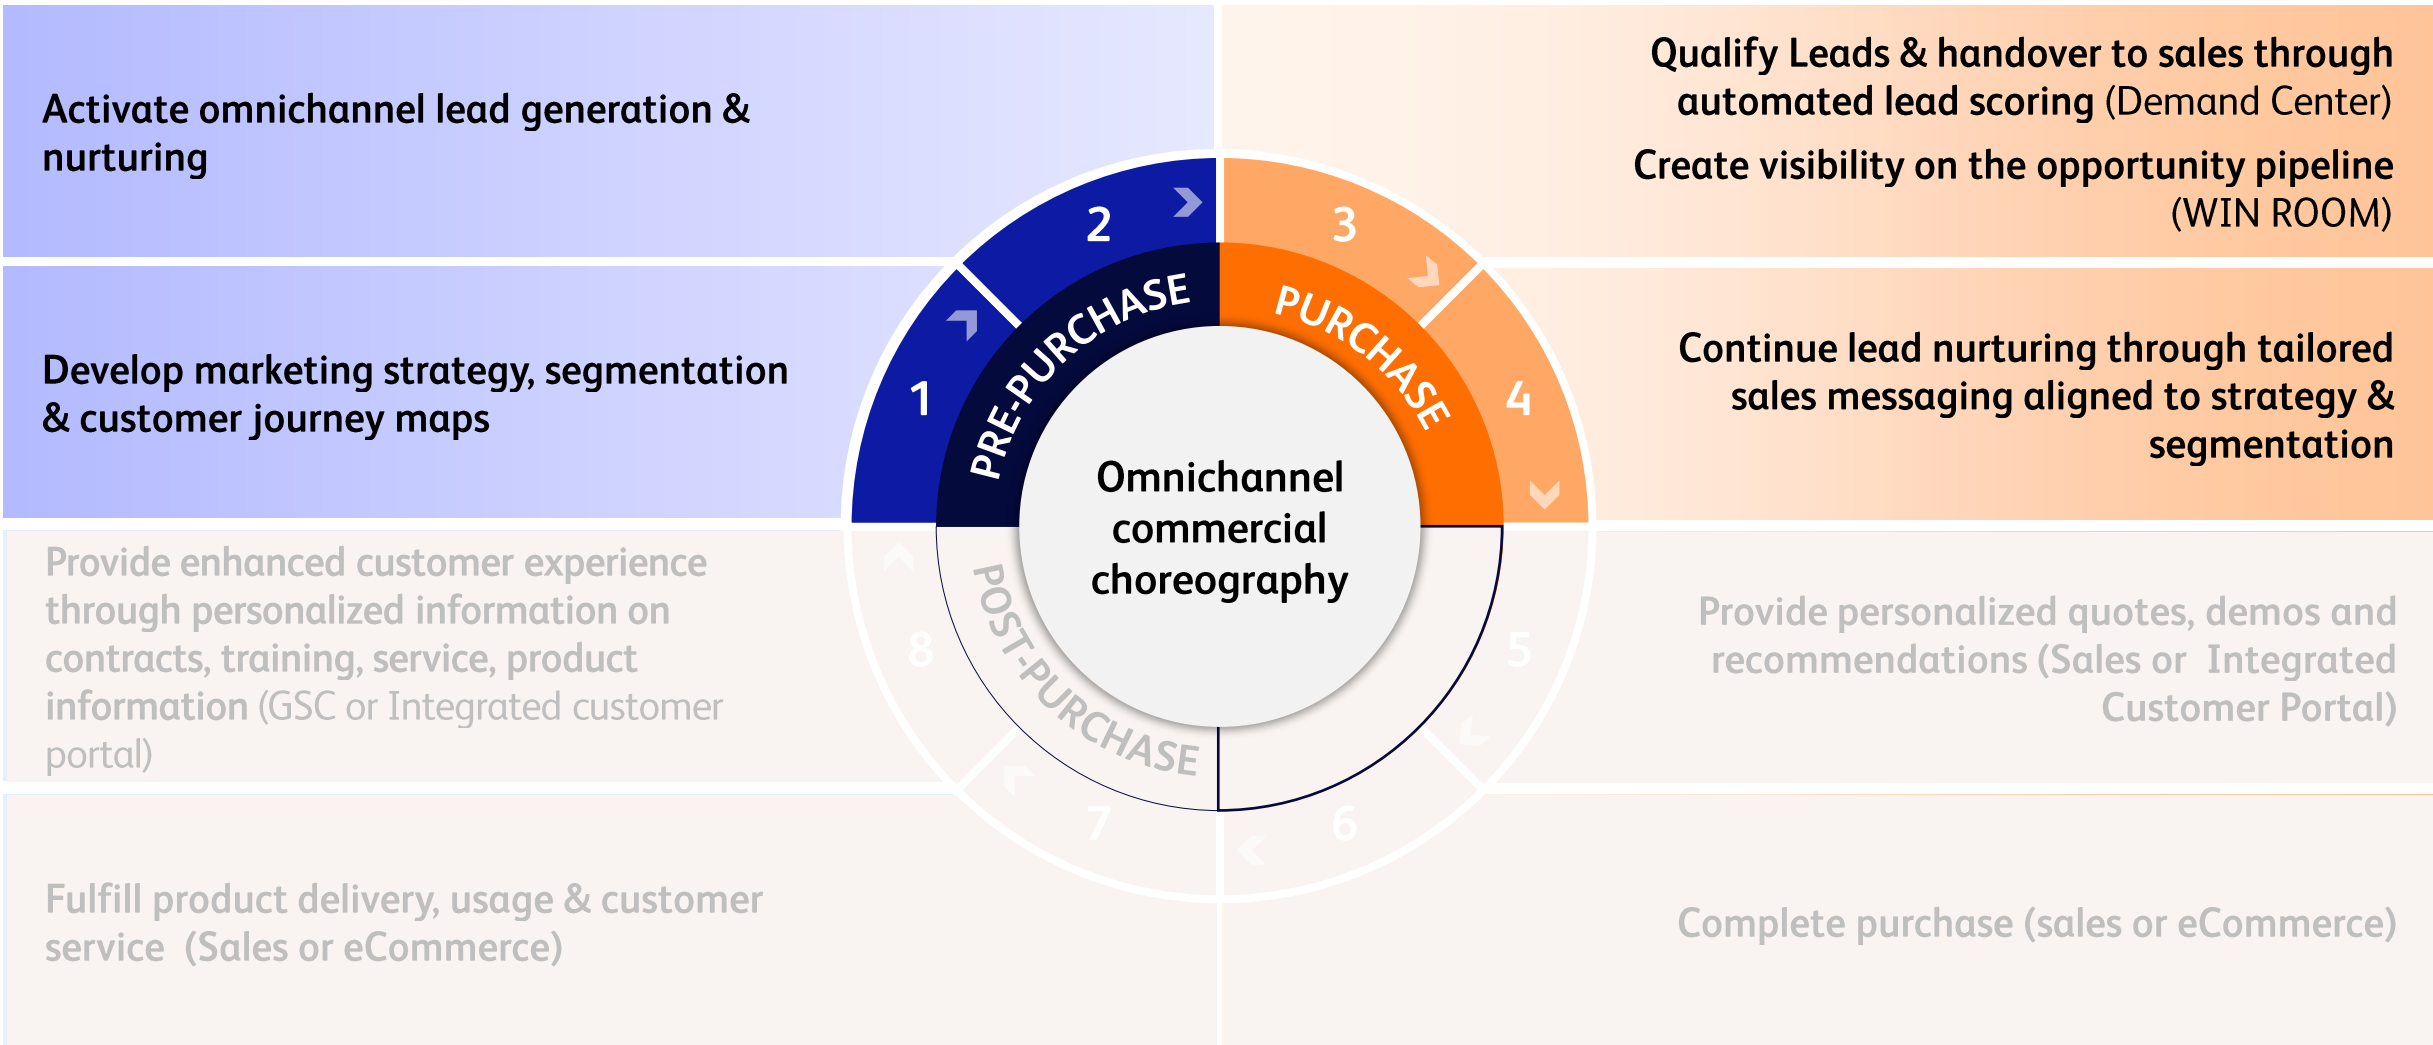 Activate omnichannel lead generation &
nurturing
Qualify Leads & handover to sales through
automated lead scoring (Demand Center)
Create visibility on the opportunity pipeline
(WIN ROOM)
Develop marketing strategy, segmentation
& customer journey maps
Continue lead nurturing through tailored
sales messaging aligned to strategy &
segmentation
1
2
3
4
PRE-PURCHASE
PURCHASE
Omnichannel
commercial
choreography
POST-PURCHASE
5
6
7
8
Provide enhanced customer experience
through personalized information on
contracts, training, service, product
information (GSC or Integrated customer
portal)
Provide personalized quotes, demos and
recommendations (Sales or  Integrated
Customer Portal)
Fulfill product delivery, usage & customer
service  (Sales or eCommerce)
Complete purchase (sales or eCommerce)